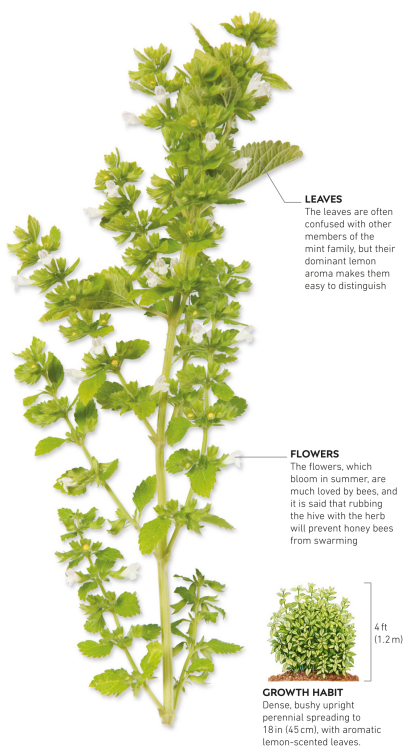 LEAVES
The leaves are often
confused with other
members of the
mint family, but their
dominant lemon
aroma makes them
easy to distinguish
FLOWERS
The flowers, which
bloom in summer, are
much loved by bees, and
it is said that rubbing
the hive with the herb
will prevent honey bees
from swarming
4 ft
(1.2 m)
GROWTH HABIT
Dense, bushy upright
perennial spreading to
18 in (45 cm), with aromatic
lemon-scented leaves.